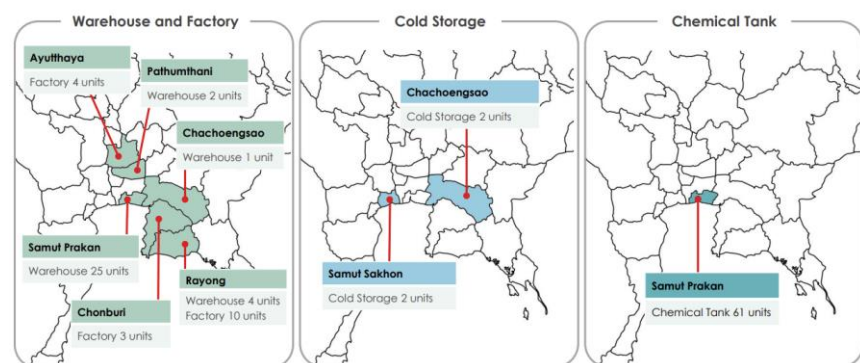 Warehouse and Factory
Ayutthaya
Factory 4 units
Pathumthani
Warehouse 2 units
Chachoengsao
Warehouse 1 unit
Samut Prakan
Warehouse 25 units
Rayong
Warehouse 4 units
Factory 10 units
Chonburi
Factory 3 units
Cold Storage
Chachoengsao
Cold Storage 2 units
Samut Sakhon
Cold Storage 2 units
Chemical Tank
Samut Prakan
Chemical Tank 61 units